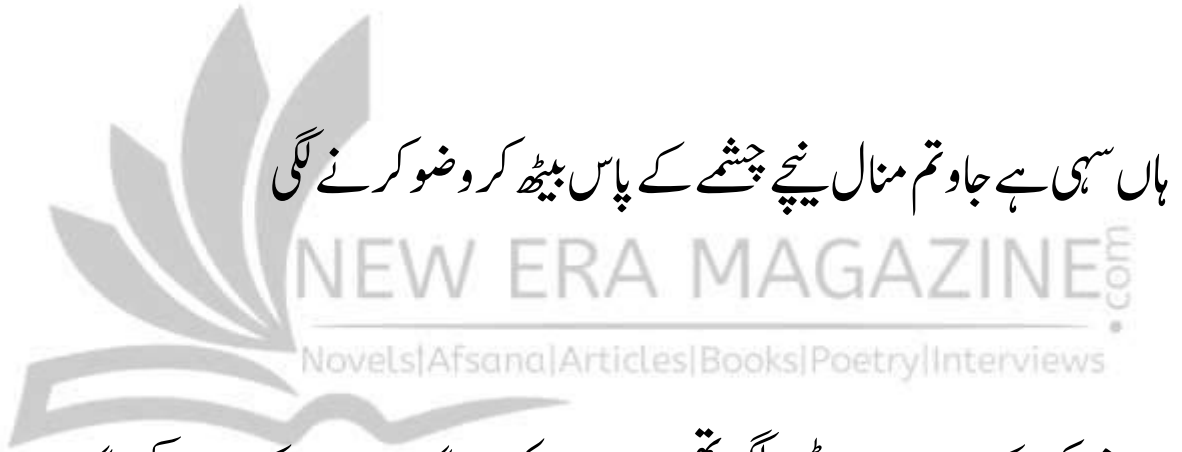 ہاں سہی ہے جاو تم منال نیچے چشمے کے پاس بیٹھ کر وضو کرنے لگی
NEW ERA MAGAZINE.com
Novels|Afsana|Articles|Books|Poetry|Interviews